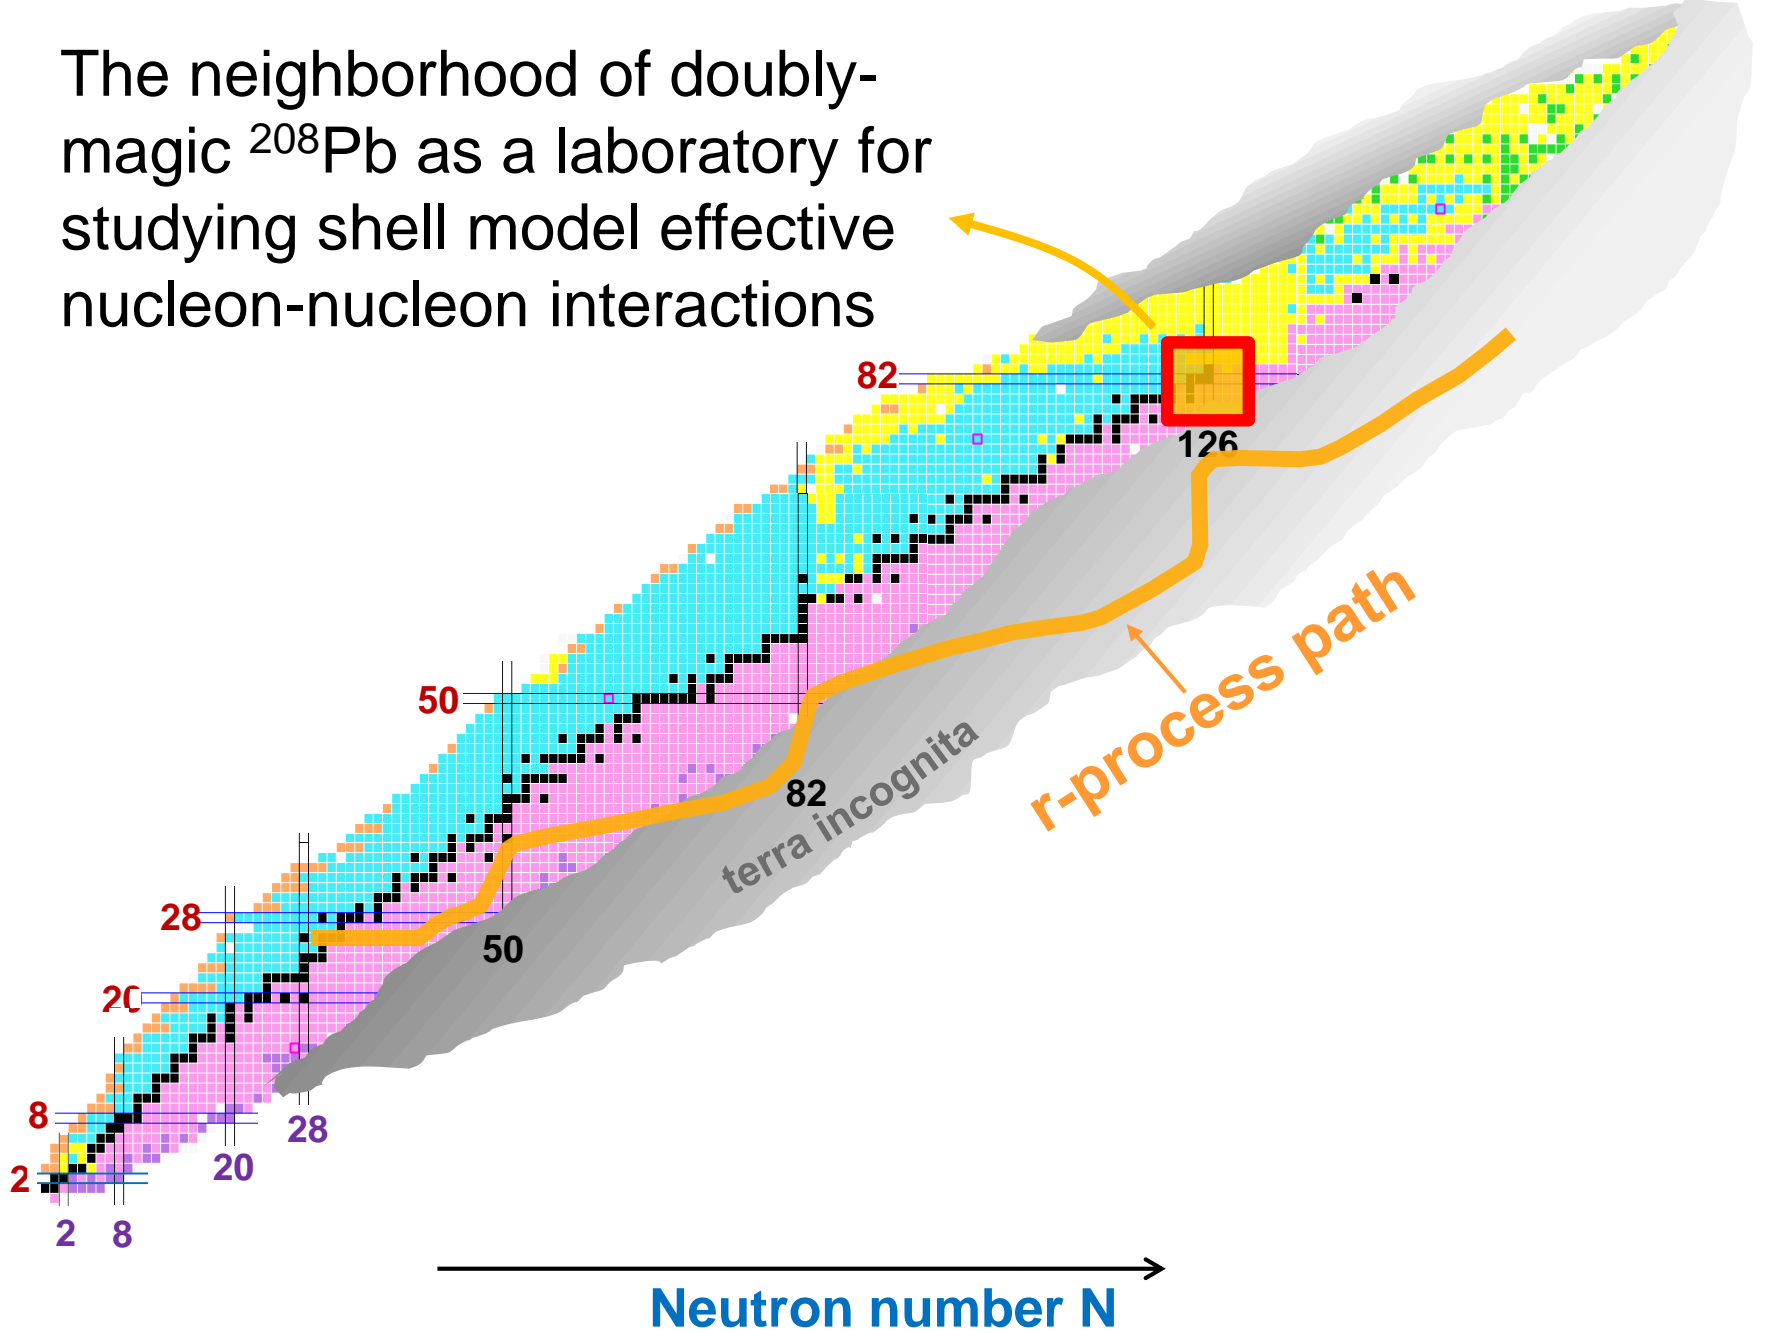 The neighborhood of doubly-
magic ²⁰⁸Pb as a laboratory for
studying shell model effective
nucleon-nucleon interactions
82
126
50
82
28
50
20
28
8
20
2
2
8
terra incognita
r-process path
Neutron number N